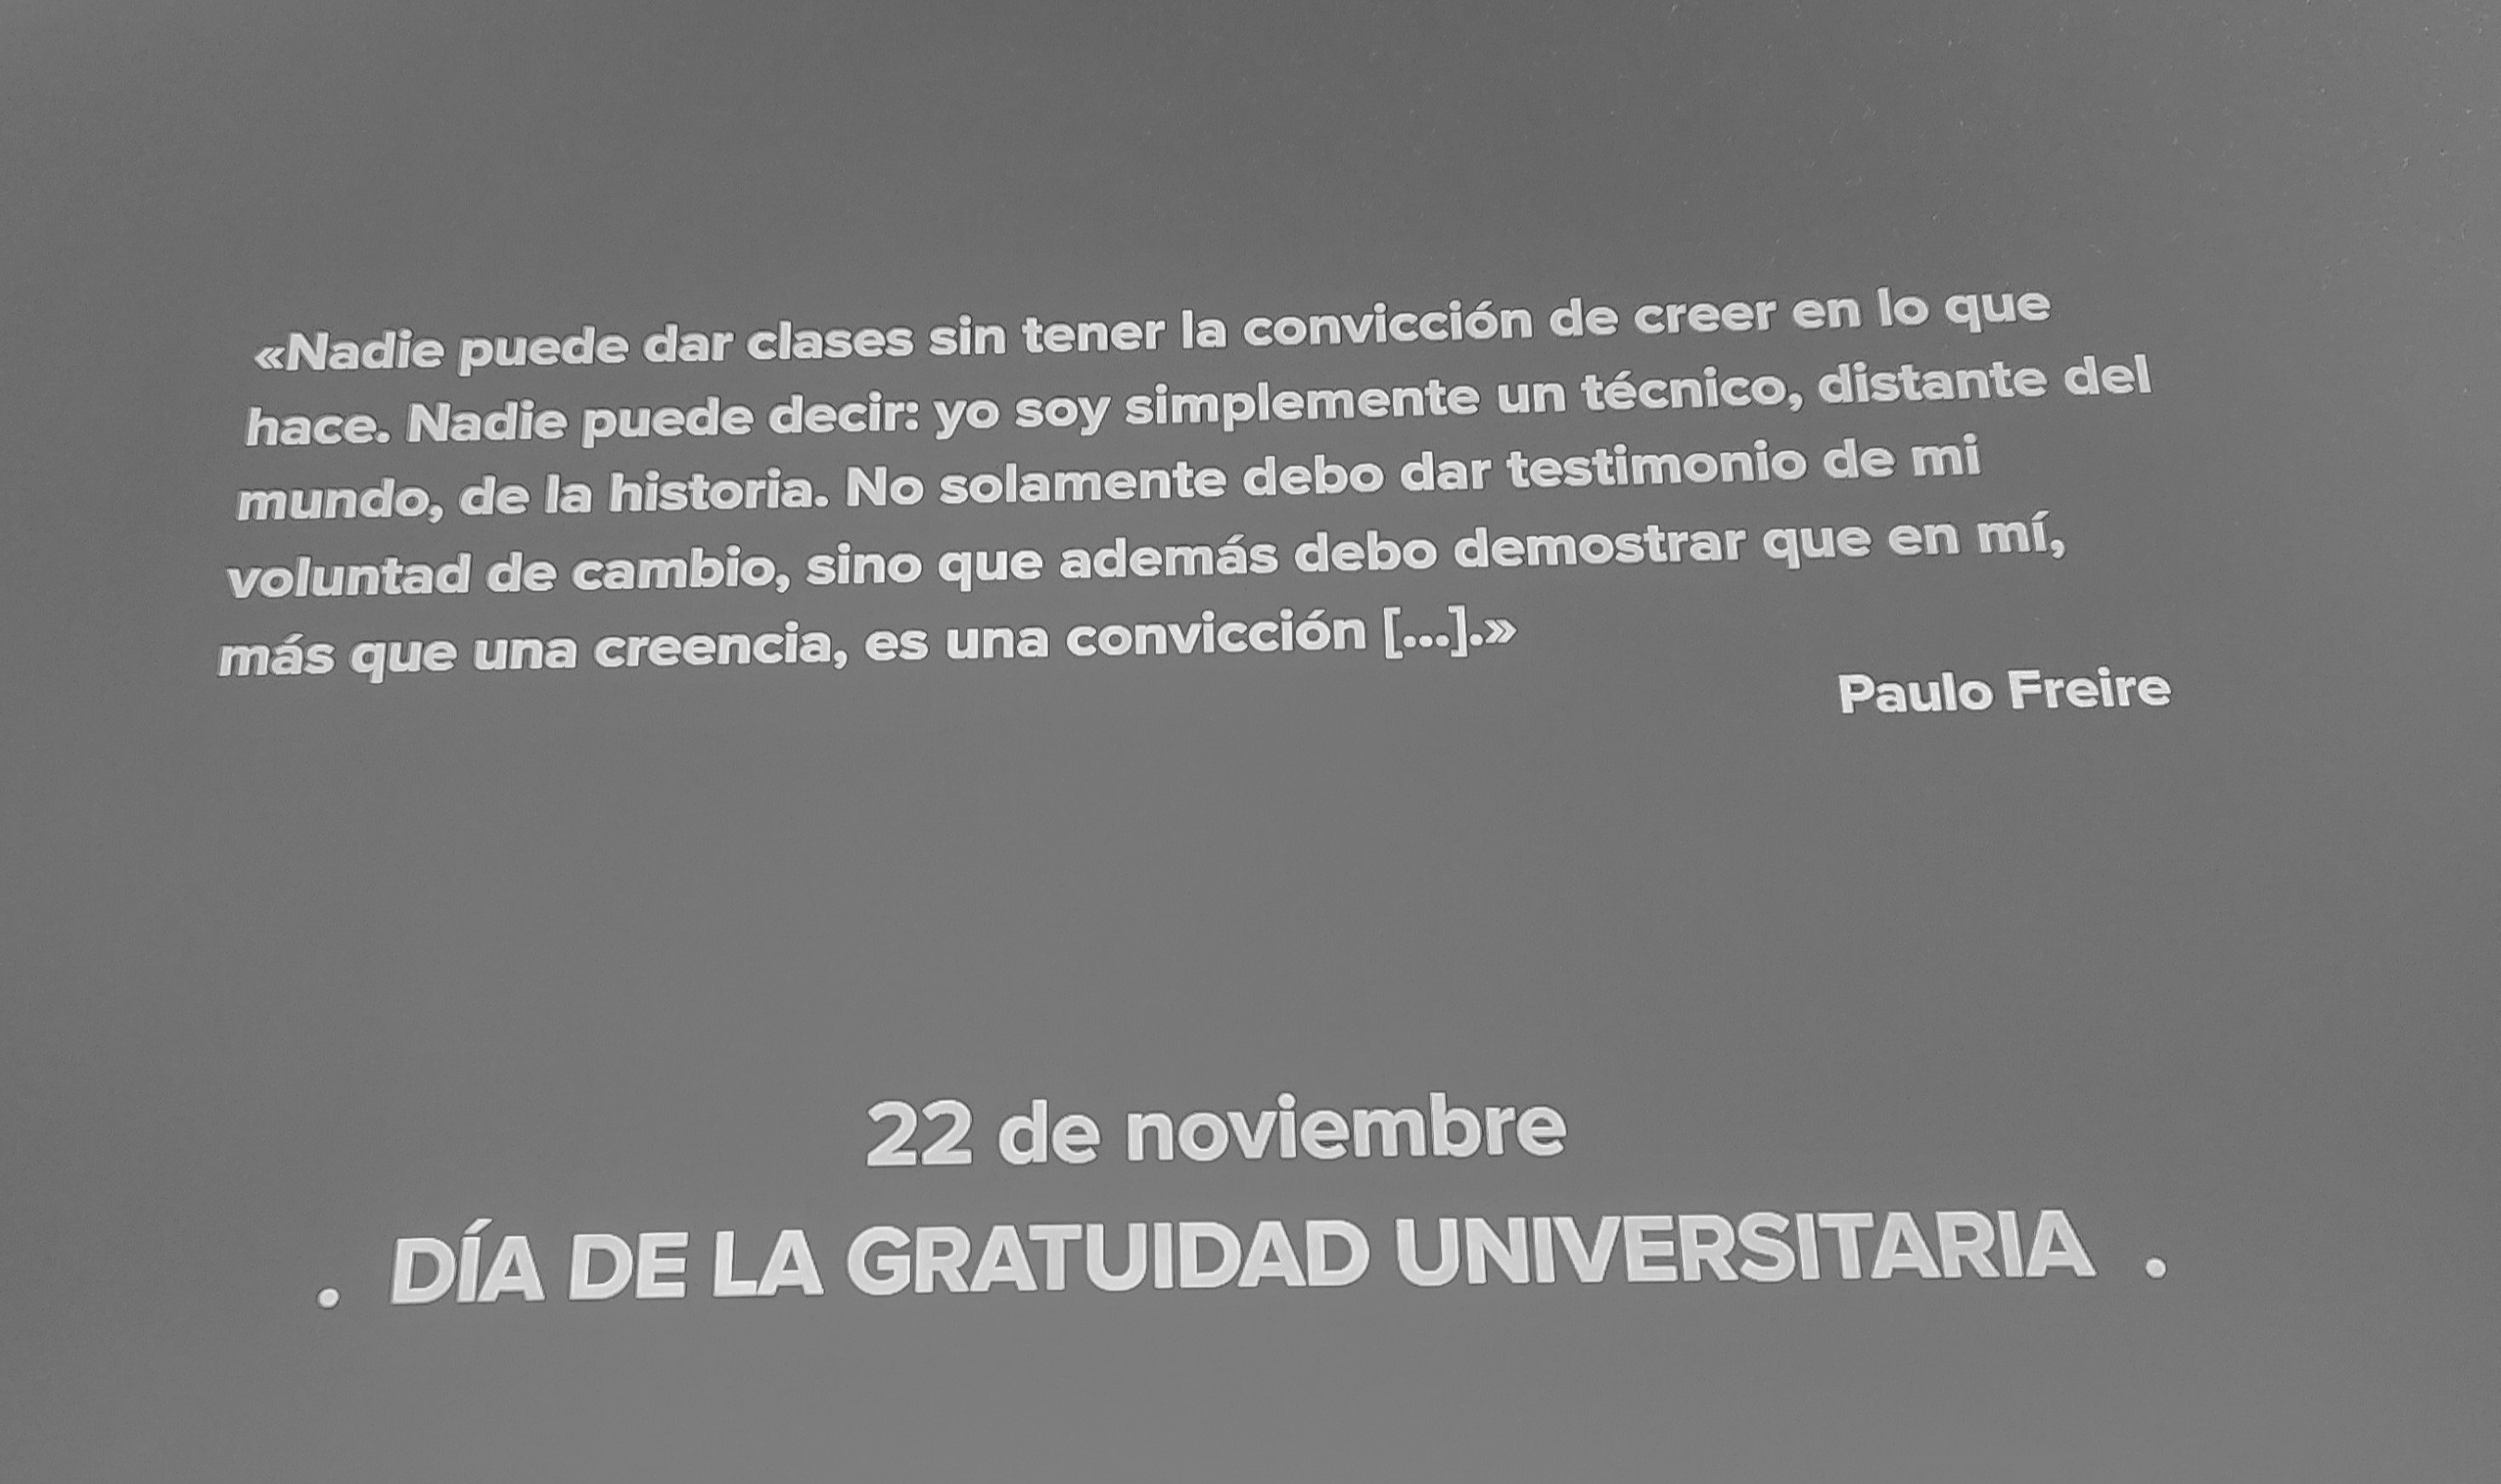 «Nadie puede dar clases sin tener la convicción de creer en lo que
hace. Nadie puede decir: yo soy simplemente un técnico, distante del
mundo, de la historia. No solamente debo dar testimonio de mi
voluntad de cambio, sino que además debo demostrar que en mí,
más que una creencia, es una convicción [...].»
Paulo Freire
22 de noviembre
. DÍA DE LA GRATUIDAD UNIVERSITARIA .